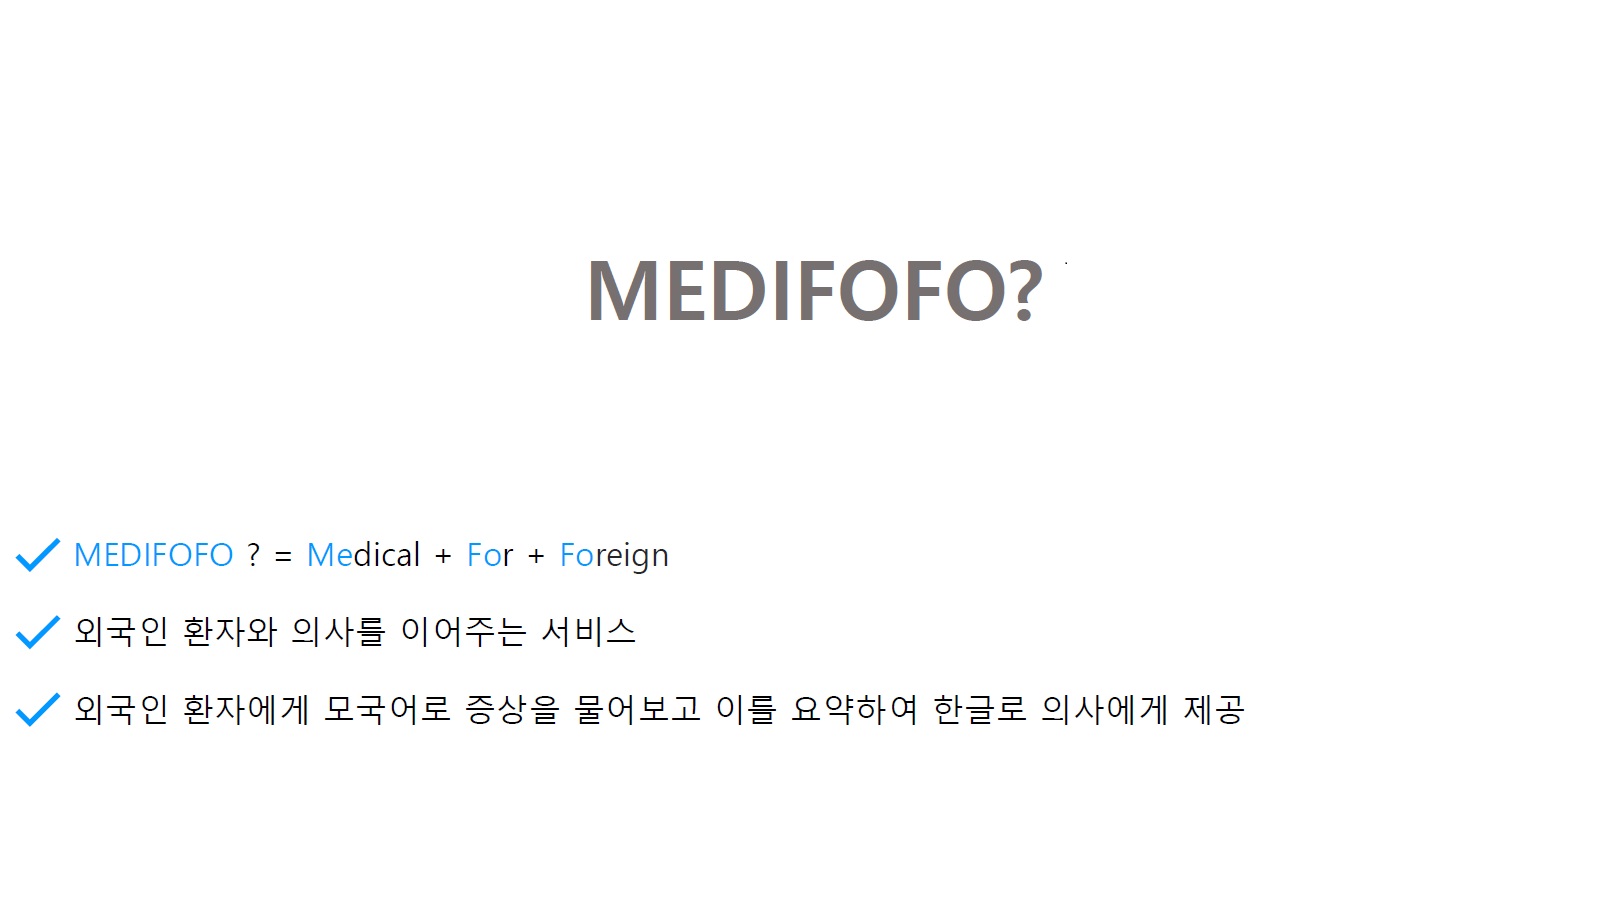 MEDIFOFO?
MEDIFOFO ? = Medical + For + Foreign
외국인 환자와 의사를 이어주는 서비스
외국인 환자에게 모국어로 증상을 물어보고 이를 요약하여 한글로 의사에게 제공